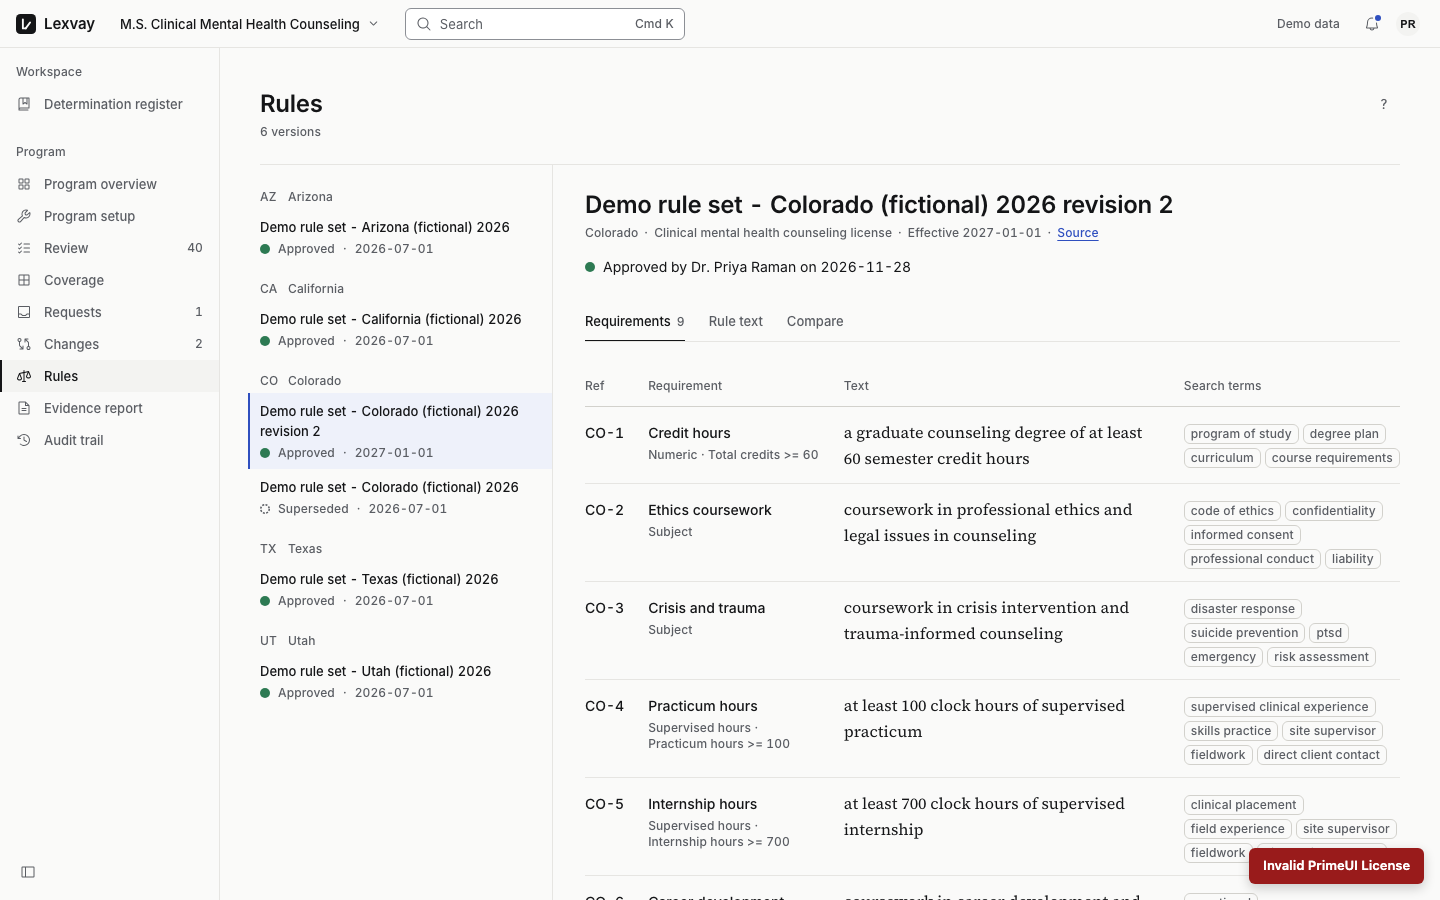 Lexvay
M.S. Clinical Mental Health Counseling
Search
Cmd K
Demo data
PR
Workspace
Determination register
Program
Program overview
Program setup
Review 40
Coverage
Requests 1
Changes 2
Rules
Evidence report
Audit trail
Rules
6 versions
?
AZ Arizona
Demo rule set - Arizona (fictional) 2026
Approved · 2026-07-01
CA California
Demo rule set - California (fictional) 2026
Approved · 2026-07-01
CO Colorado
Demo rule set - Colorado (fictional) 2026
revision 2
Approved · 2027-01-01
Demo rule set - Colorado (fictional) 2026
Superseded · 2026-07-01
TX Texas
Demo rule set - Texas (fictional) 2026
Approved · 2026-07-01
UT Utah
Demo rule set - Utah (fictional) 2026
Approved · 2026-07-01
Demo rule set - Colorado (fictional) 2026 revision 2
Colorado · Clinical mental health counseling license · Effective 2027-01-01 · Source
Approved by Dr. Priya Raman on 2026-11-28
Requirements 9
Rule text
Compare
Ref Requirement Text Search terms
CO-1
Credit hours
Numeric · Total credits >= 60
a graduate counseling degree of at least
60 semester credit hours
program of study degree plan
curriculum course requirements
CO-2
Ethics coursework
Subject
coursework in professional ethics and
legal issues in counseling
code of ethics confidentiality
informed consent
professional conduct liability
CO-3
Crisis and trauma
Subject
coursework in crisis intervention and
trauma-informed counseling
disaster response
suicide prevention ptsd
emergency risk assessment
CO-4
Practicum hours
Supervised hours ·
Practicum hours >= 100
at least 100 clock hours of supervised
practicum
supervised clinical experience
skills practice site supervisor
fieldwork direct client contact
CO-5
Internship hours
Supervised hours ·
Internship hours >= 700
at least 700 clock hours of supervised
internship
clinical placement
field experience site supervisor
fieldwork
Invalid PrimeUI License